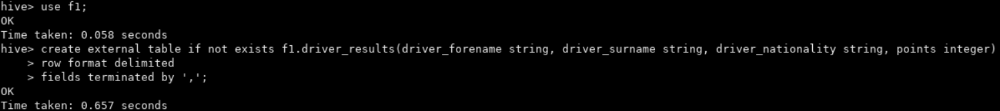 hive> use f1;
OK
Time taken: 0.058 seconds
hive> create external table if not exists f1.driver_results(driver_forename string, driver_surname string, driver_nationality string, points integer)
    > row format delimited
    > fields terminated by ',';
OK
Time taken: 0.657 seconds